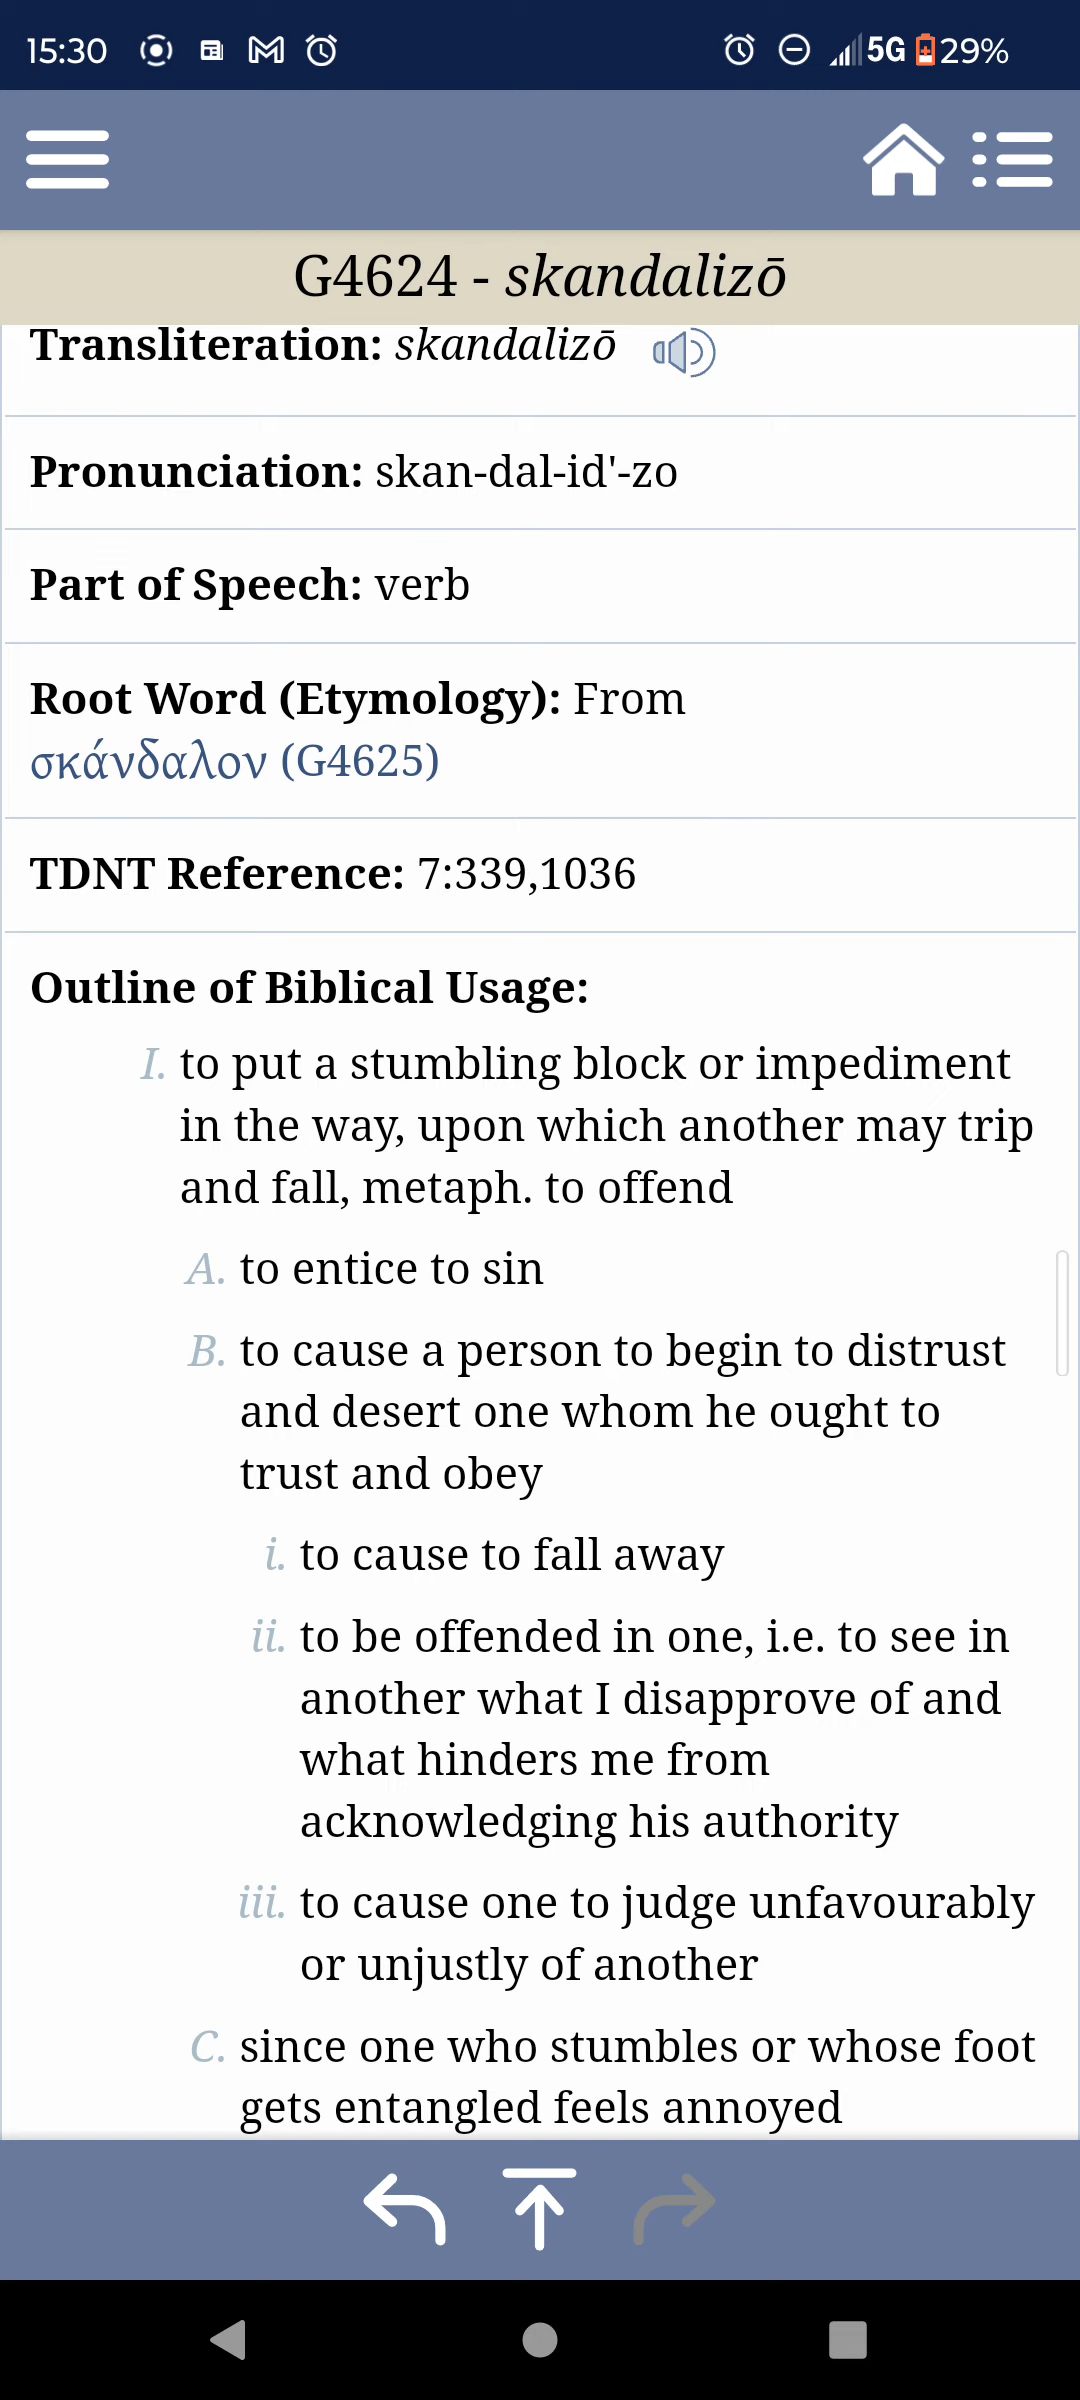 15:30
5G 29%
G4624 - skandalizō
Transliteration: skandalizō
Pronunciation: skan-dal-id'-zo
Part of Speech: verb
Root Word (Etymology): From
σκάνδαλον (G4625)
TDNT Reference: 7:339,1036
Outline of Biblical Usage:
I. to put a stumbling block or impediment
in the way, upon which another may trip
and fall, metaph. to offend
A. to entice to sin
B. to cause a person to begin to distrust
and desert one whom he ought to
trust and obey
i. to cause to fall away
ii. to be offended in one, i.e. to see in
another what I disapprove of and
what hinders me from
acknowledging his authority
iii. to cause one to judge unfavourably
or unjustly of another
C. since one who stumbles or whose foot
gets entangled feels annoyed